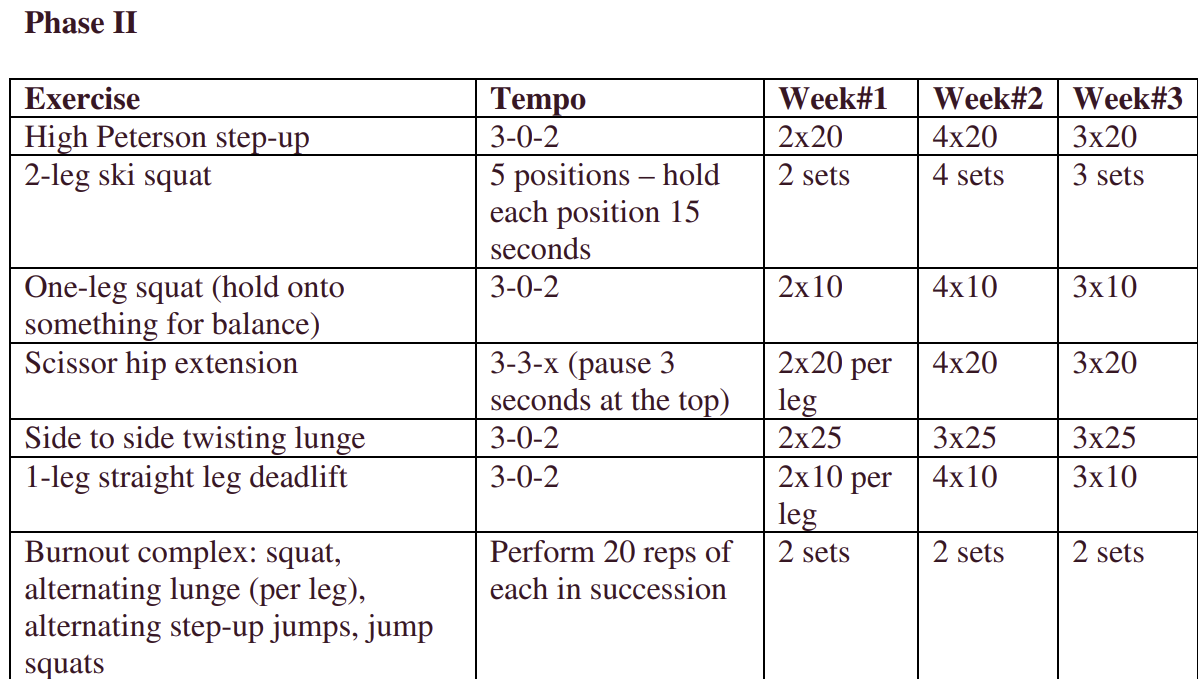 Phase II
Exercise Tempo Week#1 Week#2 Week#3
High Peterson step-up 3-0-2 2x20 4x20 3x20
2-leg ski squat 5 positions – hold 2 sets 4 sets 3 sets
each position 15
seconds
One-leg squat (hold onto 3-0-2 2x10 4x10 3x10
something for balance)
Scissor hip extension 3-3-x (pause 3 2x20 per 4x20 3x20
seconds at the top) leg
Side to side twisting lunge 3-0-2 2x25 3x25 3x25
1-leg straight leg deadlift 3-0-2 2x10 per 4x10 3x10
leg
Burnout complex: squat, Perform 20 reps of 2 sets 2 sets 2 sets
alternating lunge (per leg), each in succession
alternating step-up jumps, jump
squats